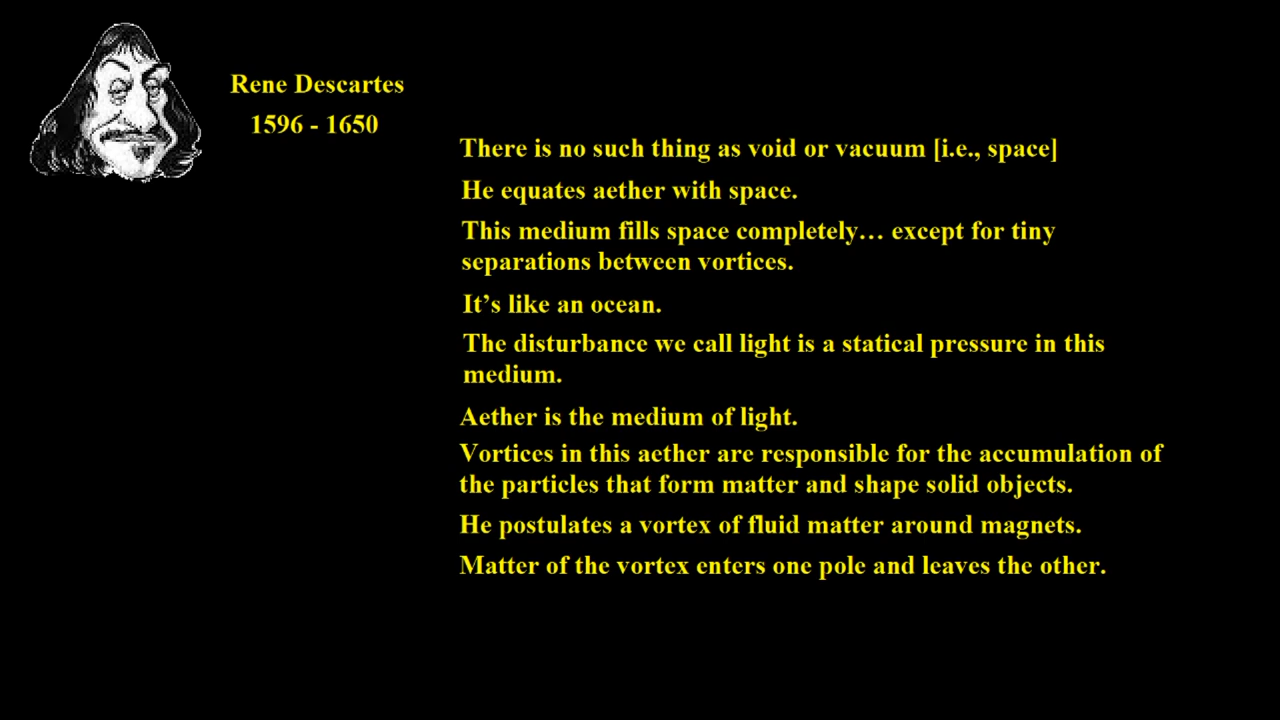 Rene Descartes
1596 - 1650
There is no such thing as void or vacuum [i.e., space]
He equates aether with space.
This medium fills space completely… except for tiny
separations between vortices.
It’s like an ocean.
The disturbance we call light is a statical pressure in this
medium.
Aether is the medium of light.
Vortices in this aether are responsible for the accumulation of
the particles that form matter and shape solid objects.
He postulates a vortex of fluid matter around magnets.
Matter of the vortex enters one pole and leaves the other.